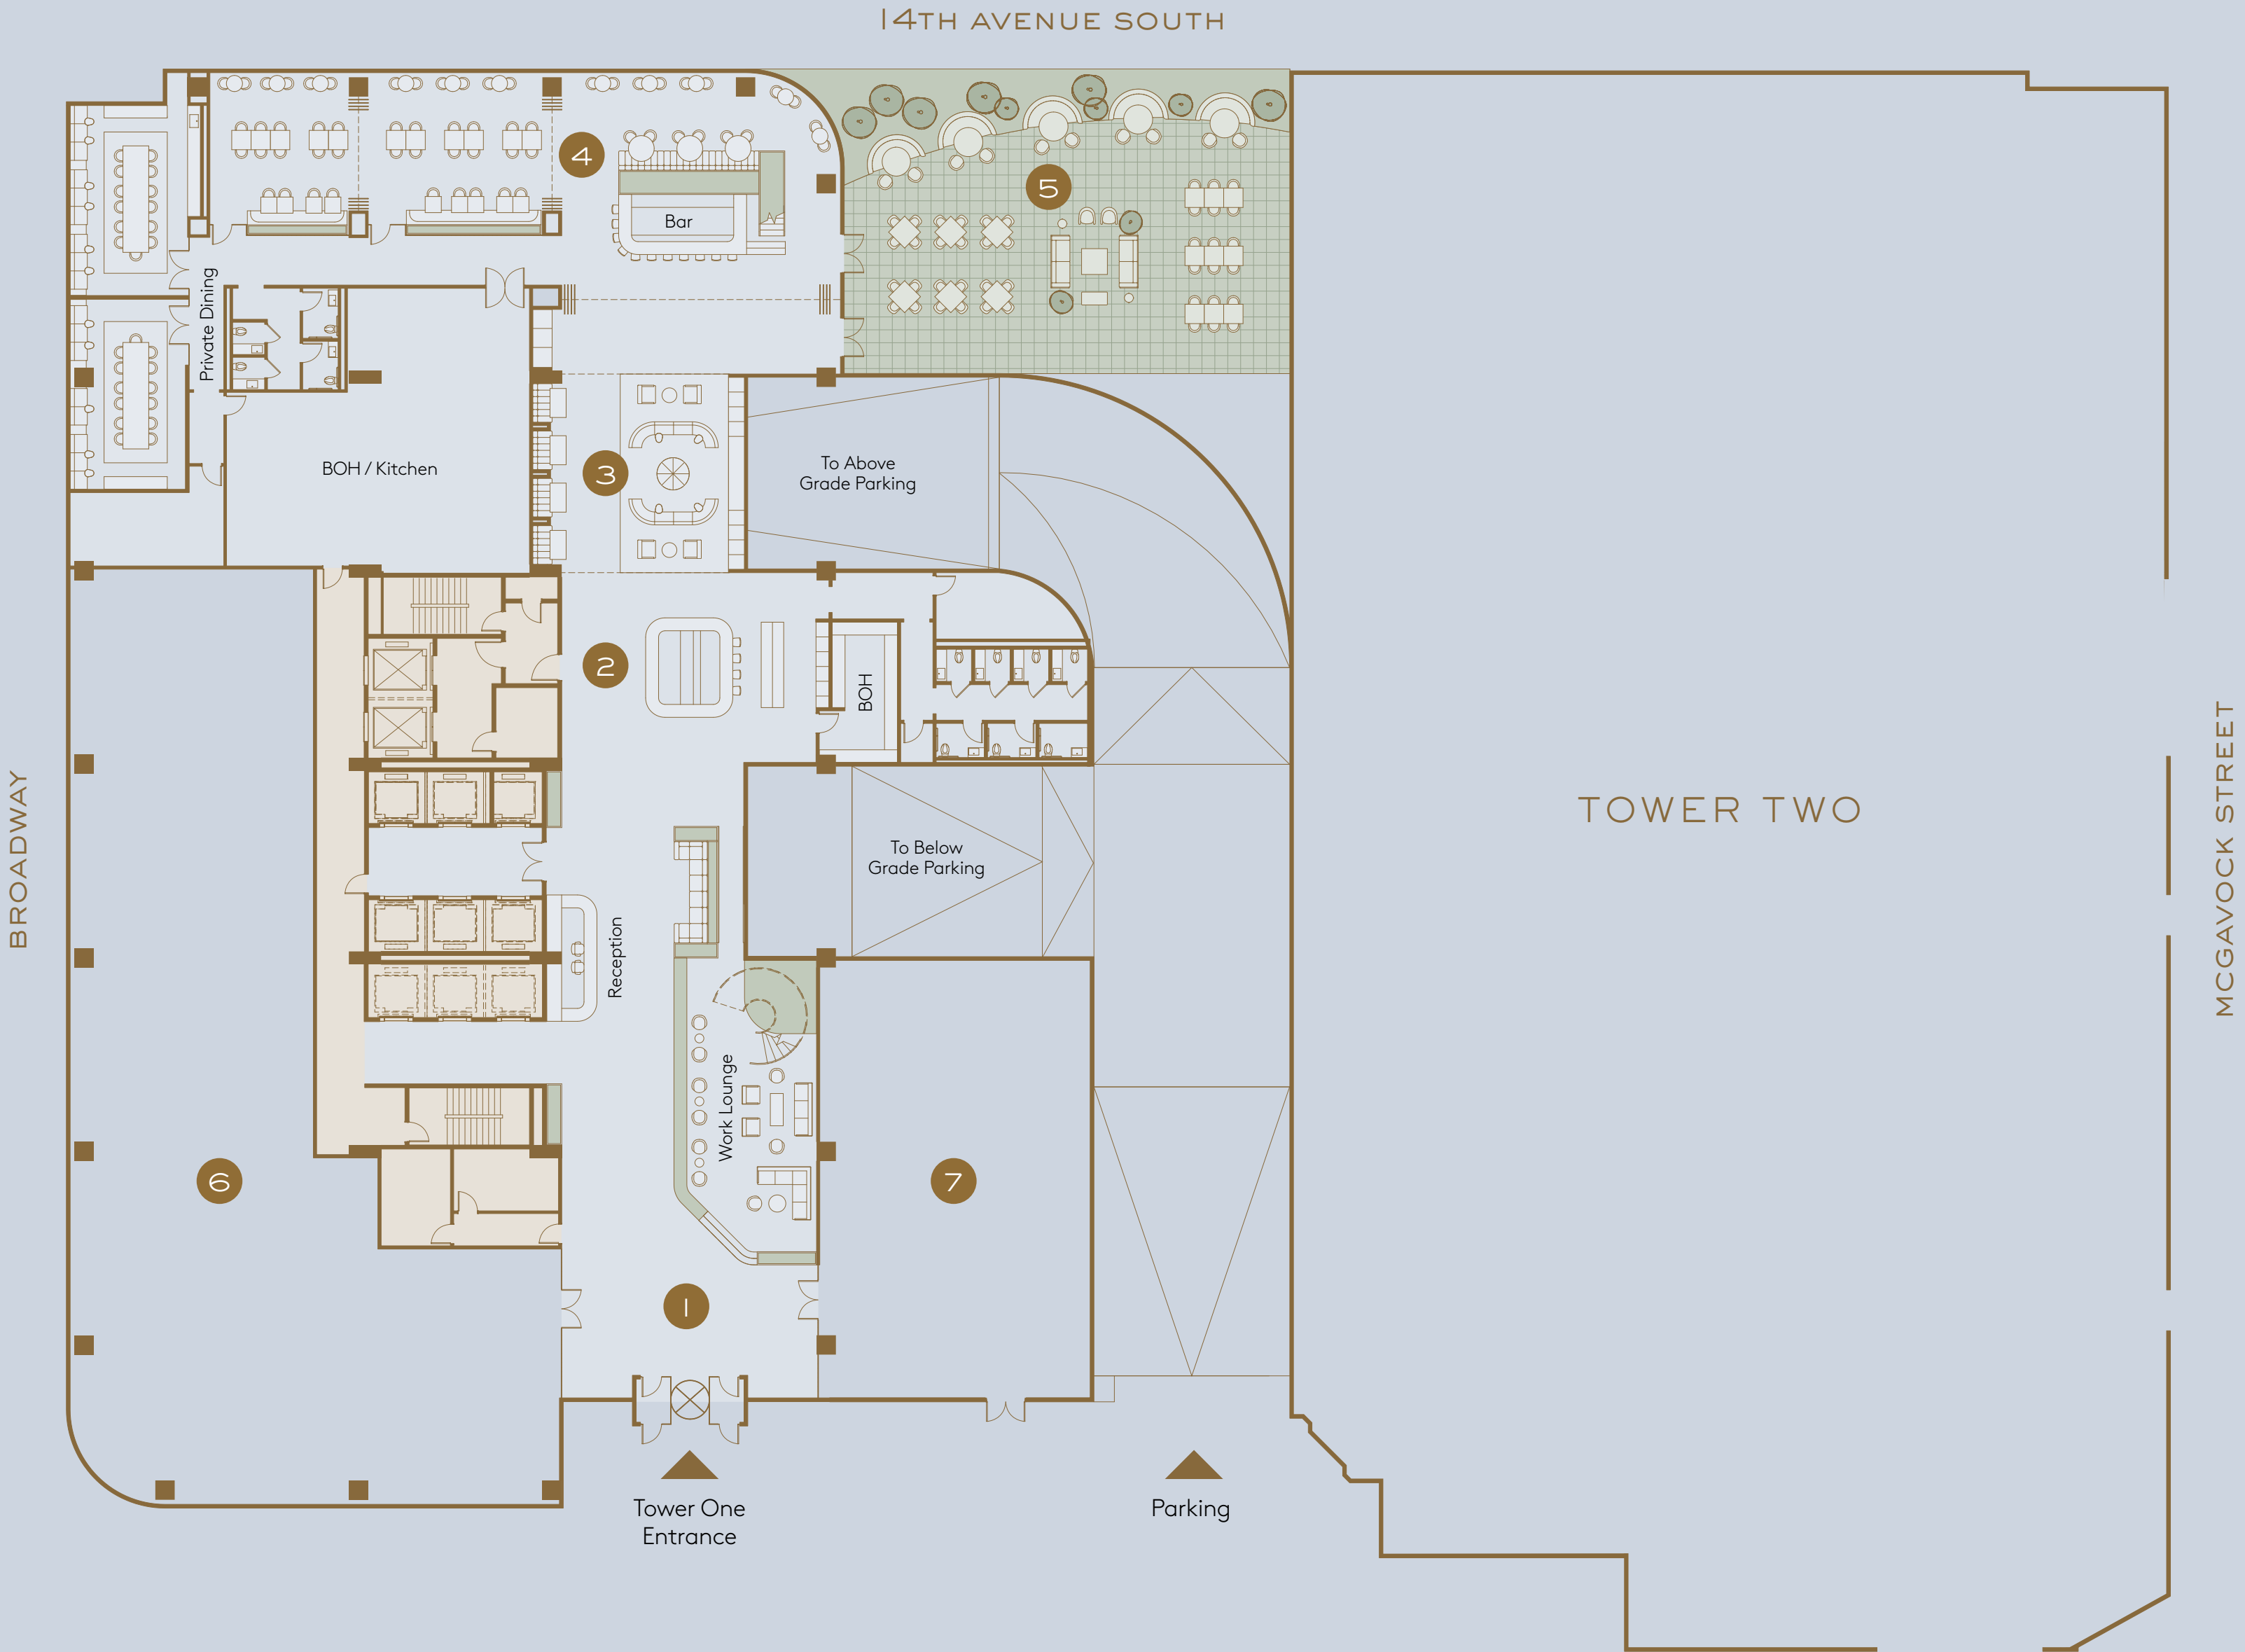 14TH AVENUE SOUTH
4
5
Bar
Private Dining
BOH / Kitchen
3
To Above
Grade Parking
2
BOH
BROADWAY
TOWER TWO
MCGAVOCK STREET
To Below
Grade Parking
Reception
Work Lounge
6
7
1
Tower One
Entrance
Parking